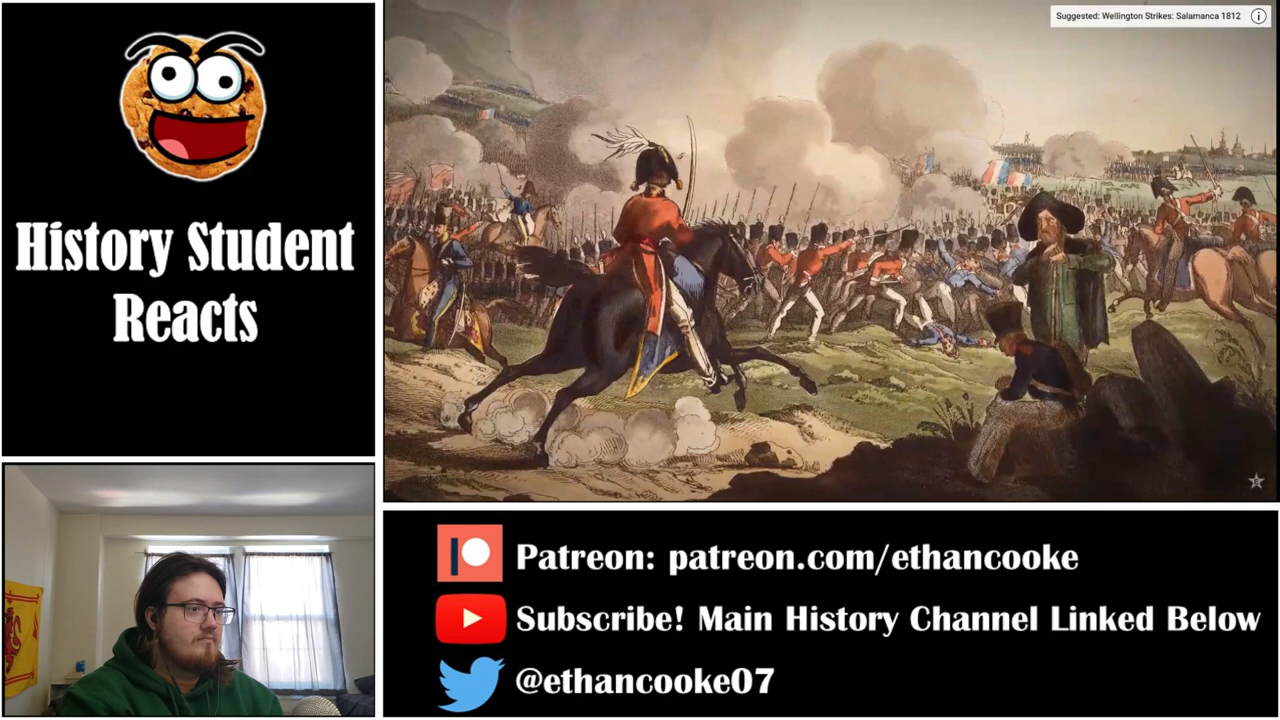 History Student
Reacts
Suggested: Wellington Strikes: Salamanca 1812
Patreon: patreon.com/ethancooke
Subscribe! Main History Channel Linked Below
@ethancooke07